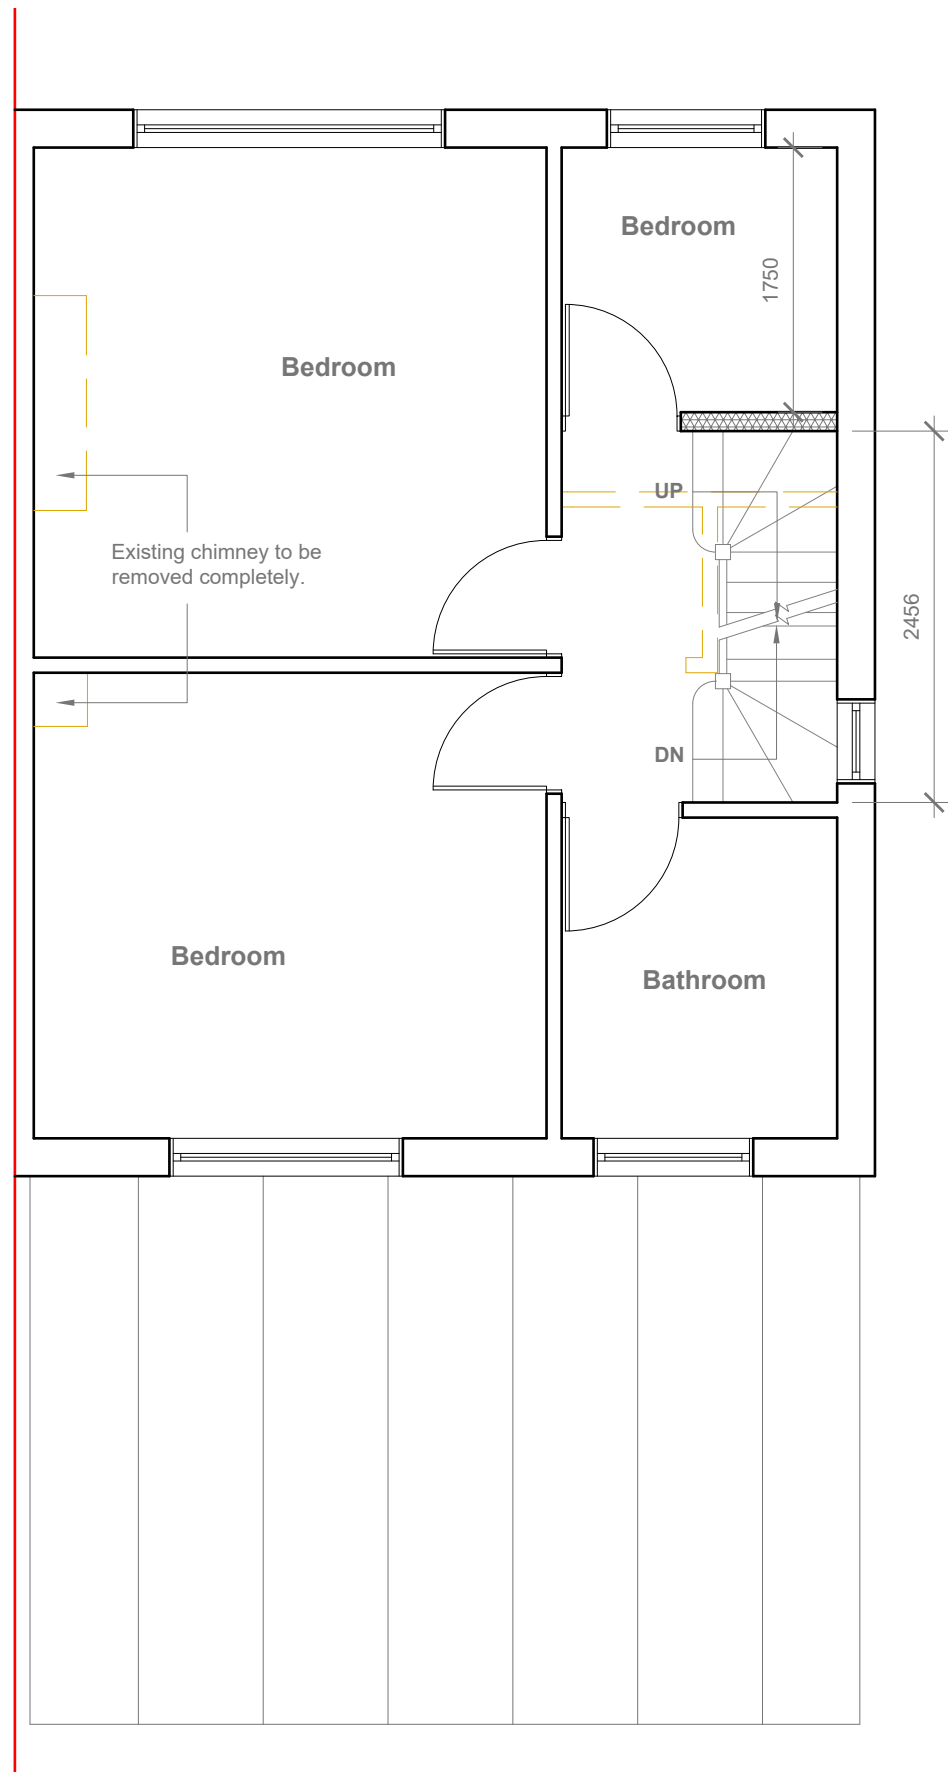 Bedroom
1750
Bedroom
UP
Existing chimney to be
removed completely.
2456
DN
Bedroom
Bathroom